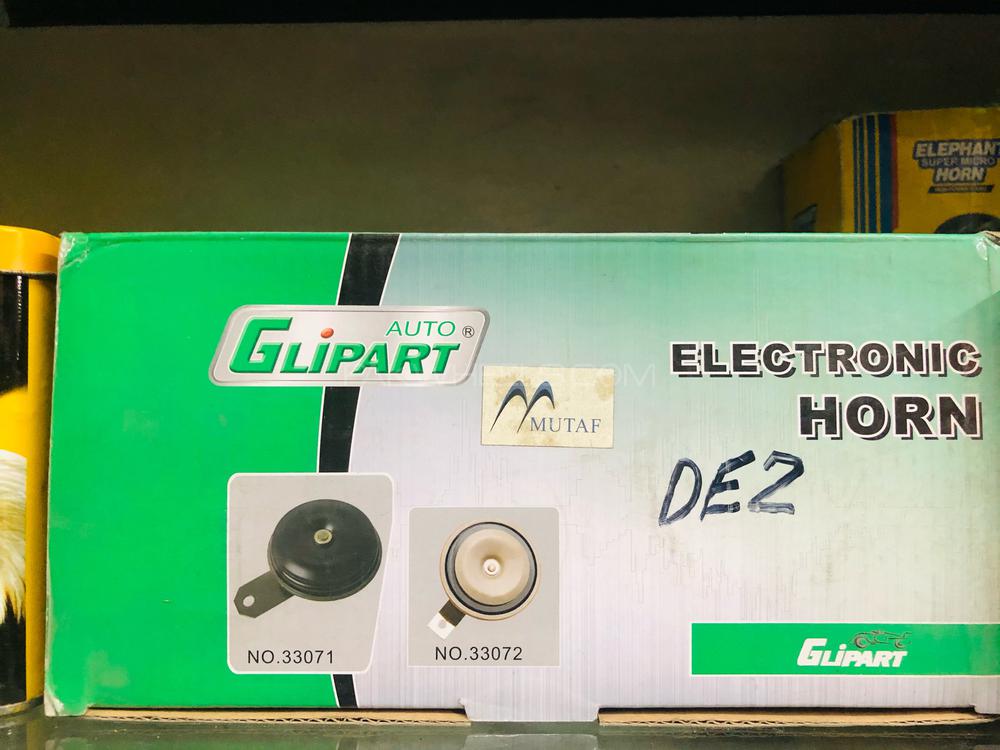 ELEPHANT
SUPER MICRO
HORN
AUTO
GLIPART ®
ELECTRONIC
HORN
MUTAF
DEZ
NO.33071
NO.33072
GLIPART